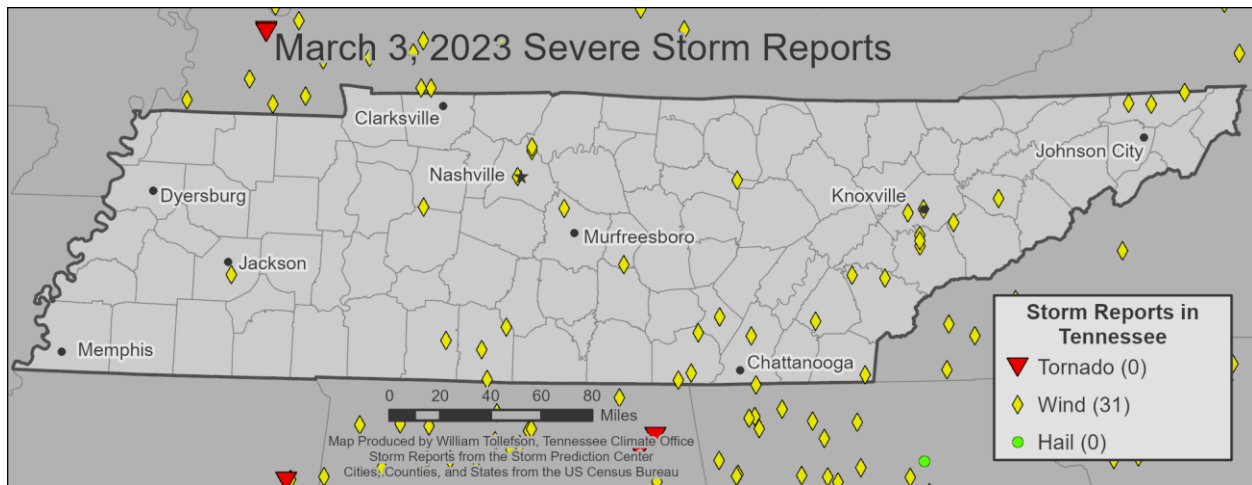 March 3, 2023 Severe Storm Reports
Clarksville
Johnson City
Nashville
Dyersburg
Knoxville
Murfreesboro
Jackson
Memphis
Chattanooga
Storm Reports in
Tennessee
Tornado (0)
Wind (31)
Hail (0)
0 20 40 60 80
Miles
Map Produced by William Tollefson, Tennessee Climate Office
Storm Reports from the Storm Prediction Center
Cities, Counties, and States from the US Census Bureau